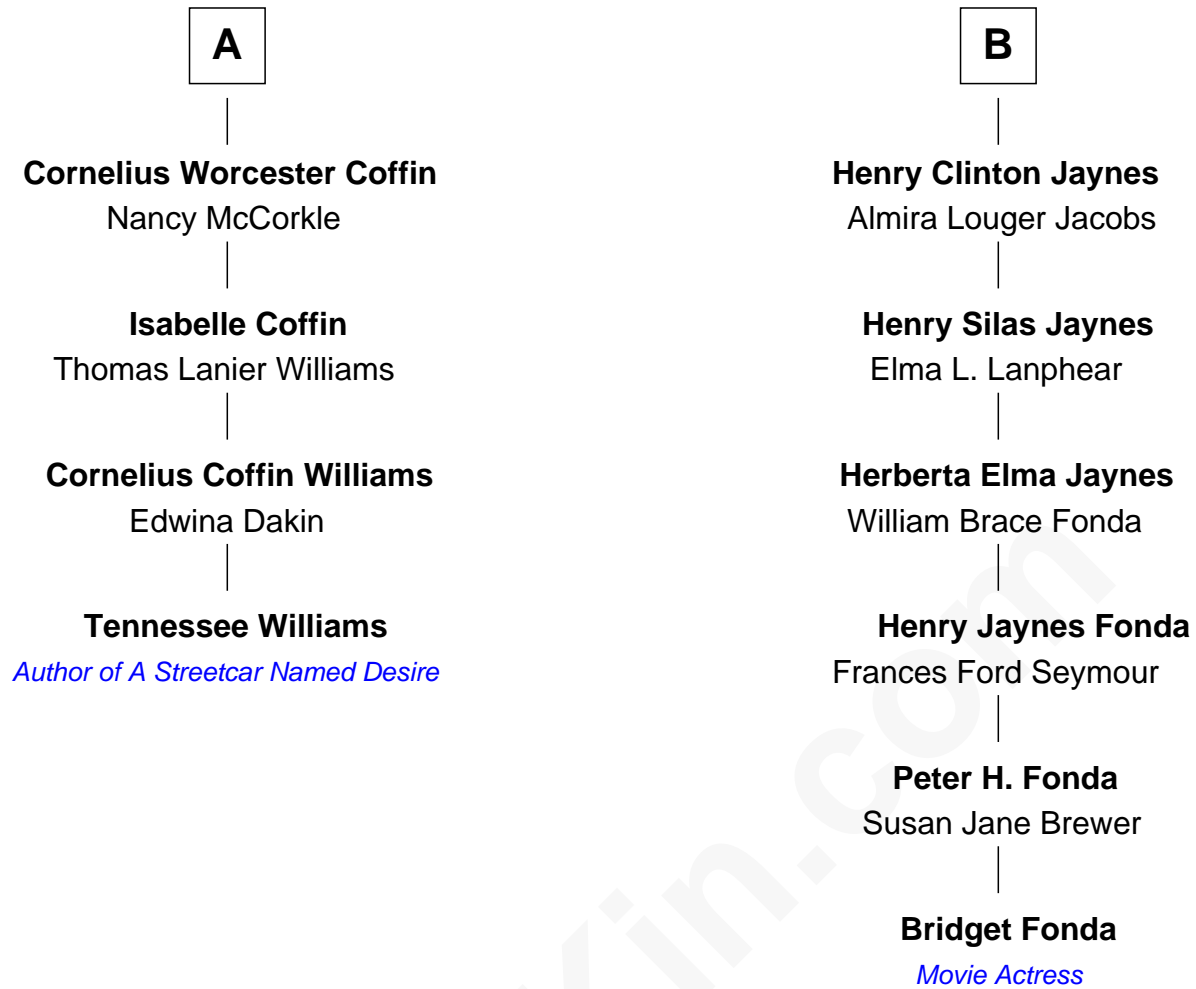 A
Cornelius Worcester Coffin
Nancy McCorkle
Isabelle Coffin
Thomas Lanier Williams
Cornelius Coffin Williams
Edwina Dakin
Tennessee Williams
Author of A Streetcar Named Desire
B
Henry Clinton Jaynes
Almira Louger Jacobs
Henry Silas Jaynes
Elma L. Lanphear
Herberta Elma Jaynes
William Brace Fonda
Henry Jaynes Fonda
Frances Ford Seymour
Peter H. Fonda
Susan Jane Brewer
Bridget Fonda
Movie Actress